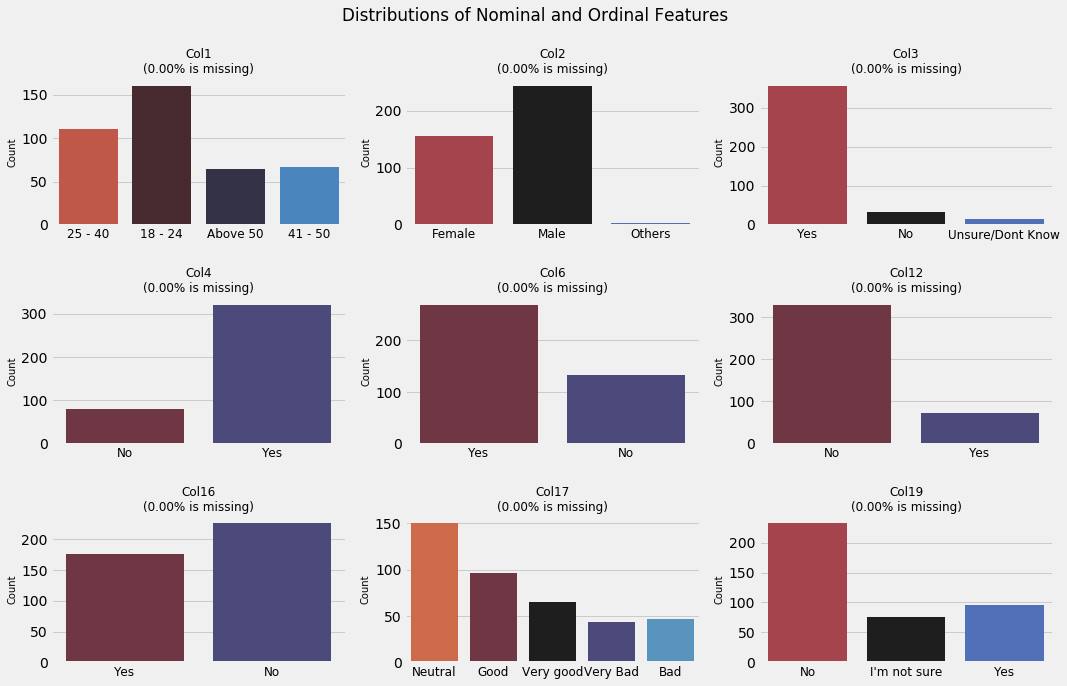 Distributions of Nominal and Ordinal Features
Col1
(0.00% is missing)
Count
150
100
50
0
25 - 40 18 - 24 Above 50 41 - 50
Col2
(0.00% is missing)
Count
200
100
0
Female Male Others
Col3
(0.00% is missing)
Count
300
200
100
0
Yes No Unsure/Dont Know
Col4
(0.00% is missing)
Count
300
200
100
0
No Yes
Col6
(0.00% is missing)
Count
200
100
0
Yes No
Col12
(0.00% is missing)
Count
300
200
100
0
No Yes
Col16
(0.00% is missing)
Count
200
150
100
50
0
Yes No
Col17
(0.00% is missing)
Count
150
100
50
0
Neutral Good Very good Very Bad Bad
Col19
(0.00% is missing)
Count
200
150
100
50
0
No I'm not sure Yes